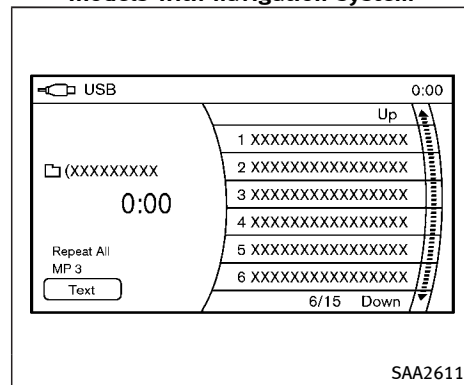 models with navigation system
USB 0:00
Up
1 XXXXXXXXXXXXXXXX
2 XXXXXXXXXXXXXXXX
(XXXXXXXXX
3 XXXXXXXXXXXXXXXX
0:00
4 XXXXXXXXXXXXXXXX
Repeat All
5 XXXXXXXXXXXXXXXX
MP 3
6 XXXXXXXXXXXXXXXX
Text
6/15 Down
SAA2611